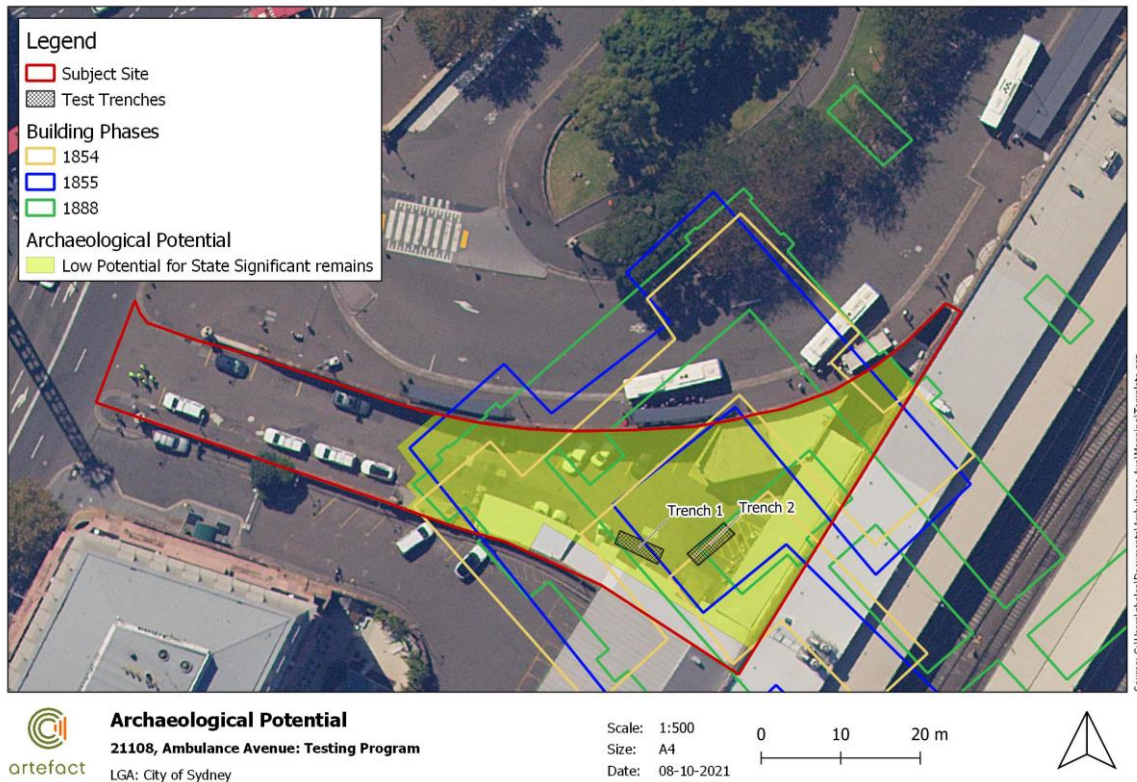 Legend
Subject Site
Test Trenches
Building Phases
1854
1855
1888
Archaeological Potential
Low Potential for State Significant remains
Trench 1
Trench 2
artefact
Archaeological Potential
21108, Ambulance Avenue: Testing Program
LGA: City of Sydney
Scale: 1:500
Size: A4
Date: 08-10-2021
0 10 20 m